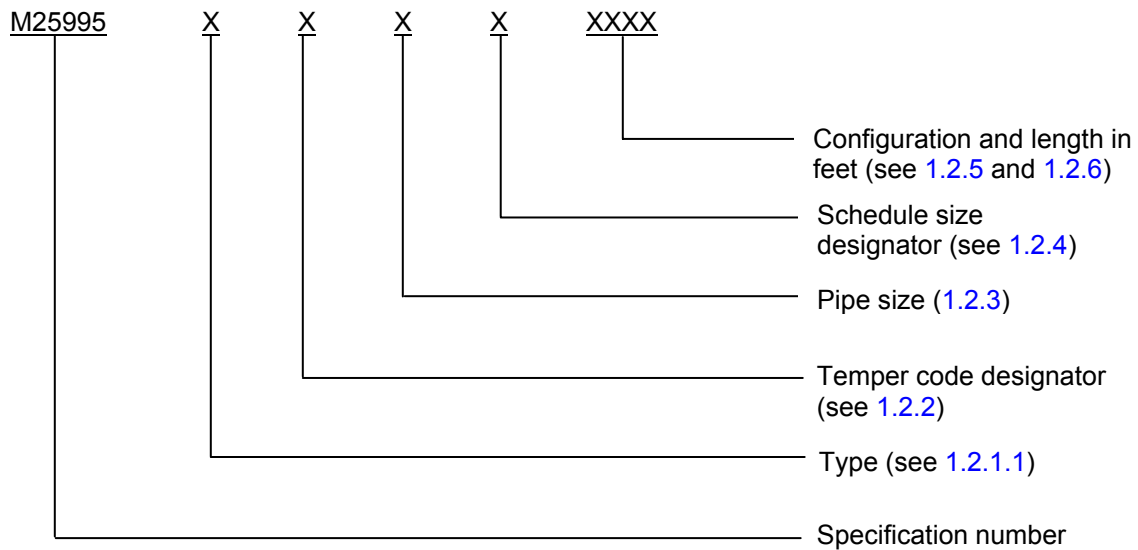 M25995 X X X X XXXX
Configuration and length in
feet (see 1.2.5 and 1.2.6)
Schedule size
designator (see 1.2.4)
Pipe size (1.2.3)
Temper code designator
(see 1.2.2)
Type (see 1.2.1.1)
Specification number